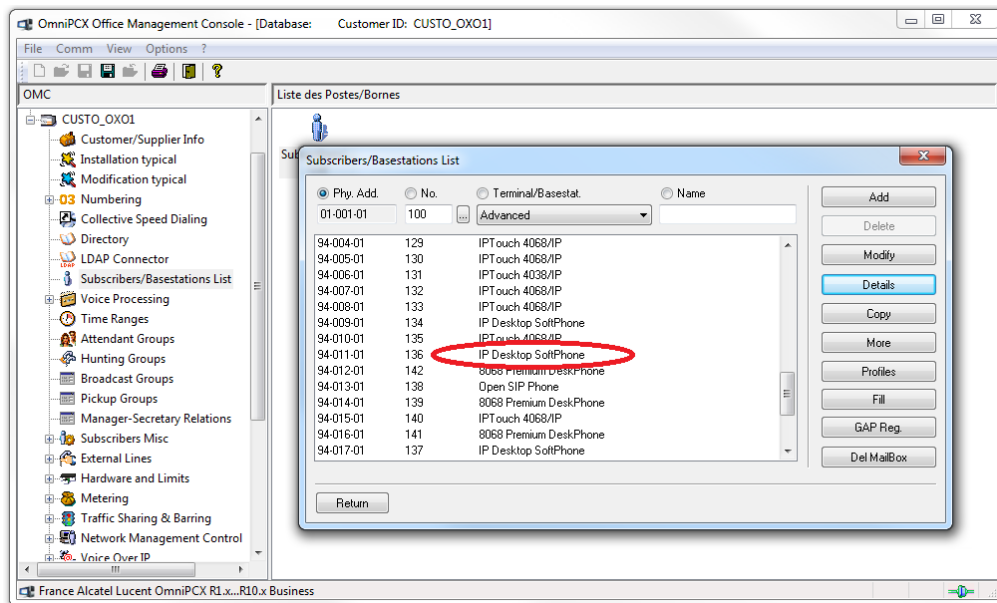 OmniPCX Office Management Console - [Database: Customer ID: CUSTO_OXO1]
File Comm View Options ?
OMC
Liste des Postes/Bornes
CUSTO_OXO1
Customer/Supplier Info
Installation typical
Modification typical
03 Numbering
Collective Speed Dialing
Directory
LDAP LDAP Connector
Subscribers/Basestations List
Voice Processing
Time Ranges
Attendant Groups
Hunting Groups
Broadcast Groups
Pickup Groups
Manager-Secretary Relations
Subscribers Misc
External Lines
Hardware and Limits
Metering
Traffic Sharing & Barring
Network Management Control
Voice Over IP
Sub
Subscribers/Basestations List
Phy. Add. No. Terminal/Basestat. Name
01-001-01 100 ... Advanced
94-004-01 129 IPTouch 4068/IP
94-005-01 130 IPTouch 4068/IP
94-006-01 131 IPTouch 4038/IP
94-007-01 132 IPTouch 4068/IP
94-008-01 133 IPTouch 4068/IP
94-009-01 134 IP Desktop SoftPhone
94-010-01 135 IPTouch 4068/IP
94-011-01 136 IP Desktop SoftPhone
94-012-01 142 8068 Premium DeskPhone
94-013-01 138 Open SIP Phone
94-014-01 139 8068 Premium DeskPhone
94-015-01 140 IPTouch 4068/IP
94-016-01 141 8068 Premium DeskPhone
94-017-01 137 IP Desktop SoftPhone
Add
Delete
Modify
Details
Copy
More
Profiles
Fill
GAP Reg.
Del MailBox
Return
France Alcatel Lucent OmniPCX R1.x...R10.x Business